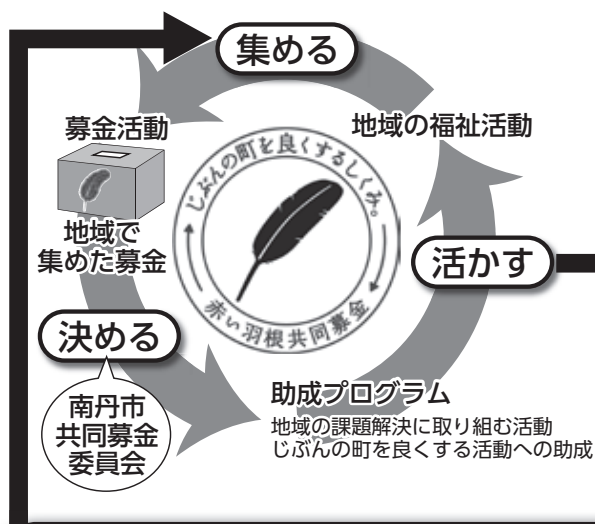 集める
募金活動
地域で
集めた募金
地域の福祉活動
じぶんの町を良くするしくみ。
赤い羽根共同募金
活かす
決める
南丹市
共同募金
委員会
助成プログラム
地域の課題解決に取り組む活動
じぶんの町を良くする活動への助成